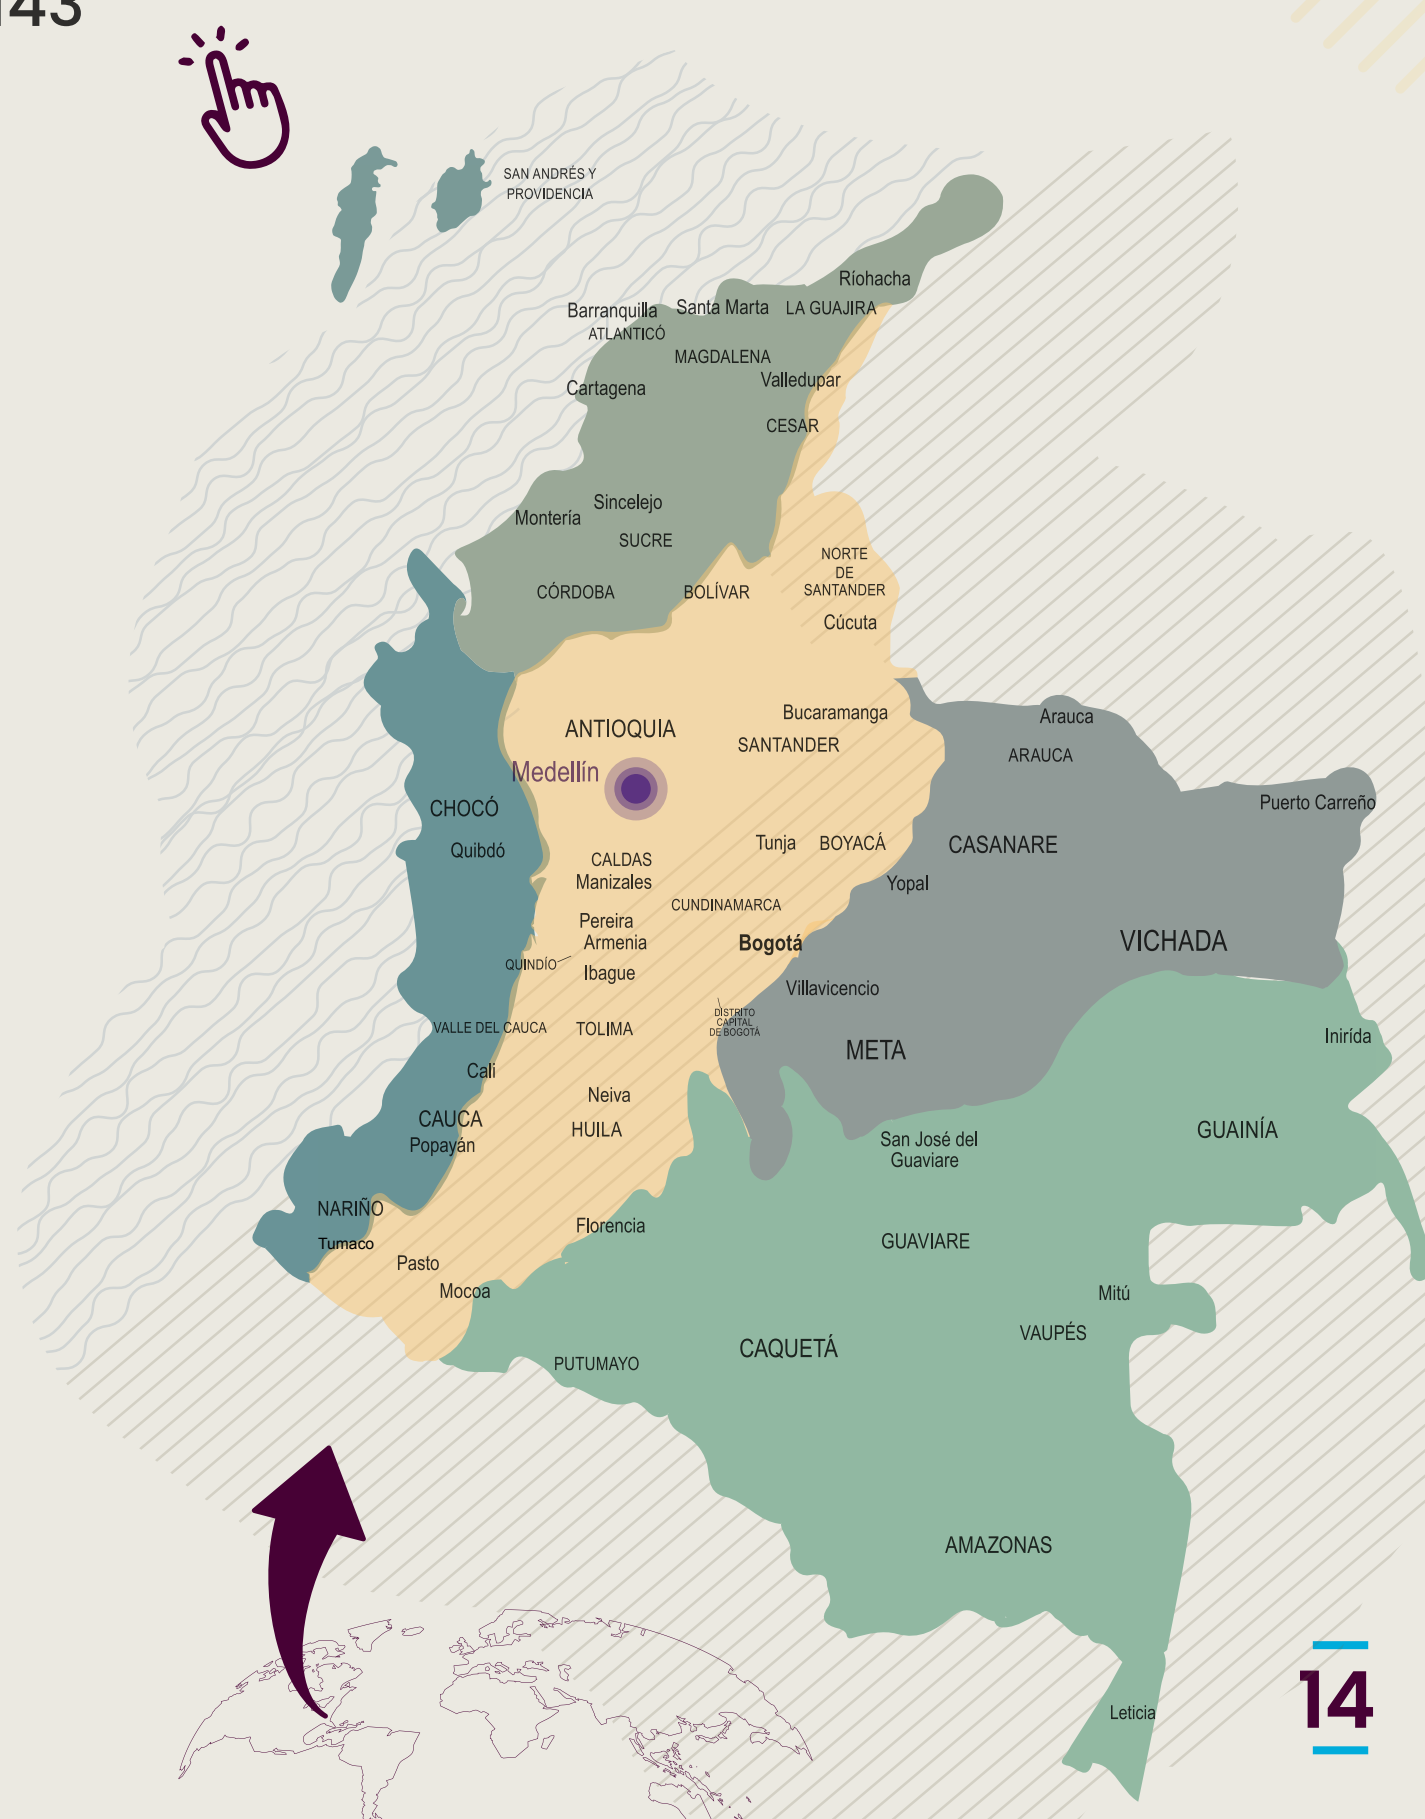 143
SAN ANDRÉS Y
PROVIDENCIA
Ríohacha
Barranquilla
Santa Marta
LA GUAJIRA
ATLANTICÓ
MAGDALENA
Valledupar
Cartagena
CESAR
Sincelejo
Montería
SUCRE
NORTE
DE
SANTANDER
CÓRDOBA
BOLÍVAR
Cúcuta
Bucaramanga
Arauca
ANTIOQUIA
SANTANDER
ARAUCA
Medellín
Puerto Carreño
CHOCÓ
Quibdó
Tunja
BOYACÁ
CASANARE
CALDAS
Manizales
Yopal
CUNDINAMARCA
Pereira
Armenia
Bogotá
VICHADA
QUINDÍO
Ibague
Villavicencio
DISTRITO
CAPITAL
DE BOGOTÁ
VALLE DEL CAUCA
TOLIMA
Inirída
META
Cali
Neiva
CAUCA
HUILA
GUAINÍA
Popayán
San José del
Guaviare
NARIÑO
Florencia
Tumaco
GUAVIARE
Pasto
Mocoa
Mitú
VAUPÉS
CAQUETÁ
PUTUMAYO
AMAZONAS
Leticia
14